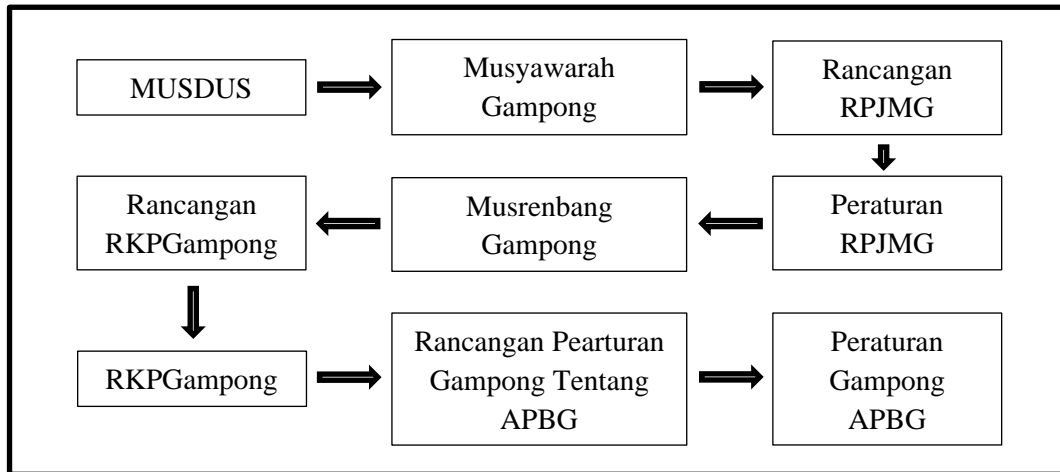 MUSDUS
Musyawarah
Gampong
Rancangan
RPJMG
Peraturan
RPJMG
Musrenbang
Gampong
Rancangan
RKPGampong
RKPGampong
Rancangan Pearturan
Gampong Tentang
APBG
Peraturan
Gampong
APBG